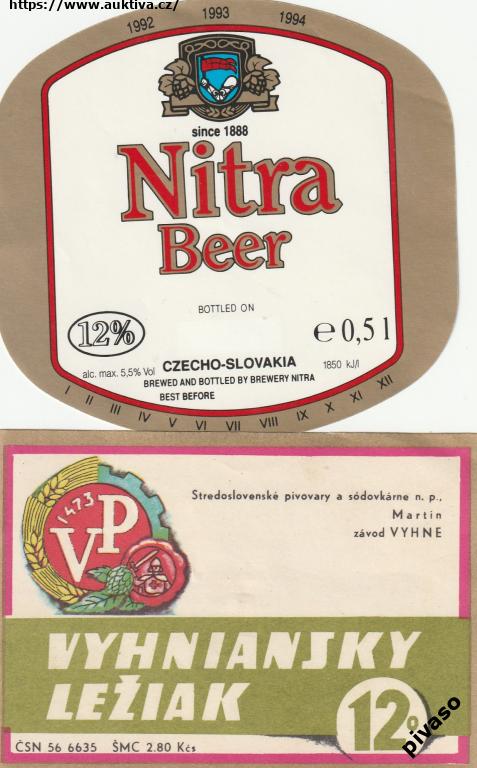 https://www.auktiva.cz/
1992 1993 1994
since 1888
Nitra
Beer
BOTTLED ON
12%
e 0,5 l
alc. max. 5,5% Vol
CZECHO-SLOVAKIA
1850 kJ/l
BREWED AND BOTTLED BY BREWERY NITRA
BEST BEFORE
I II III IV V VI VII VIII IX X XI XII
1473
VP
Stredoslovenské pivovary a sódovkárne n. p.,
Martin
závod VYHNE
VYHNIANSKY
LEŽIAK
12°
ČSN 56 6635 ŠMC 2.80 Kčs
pivaso